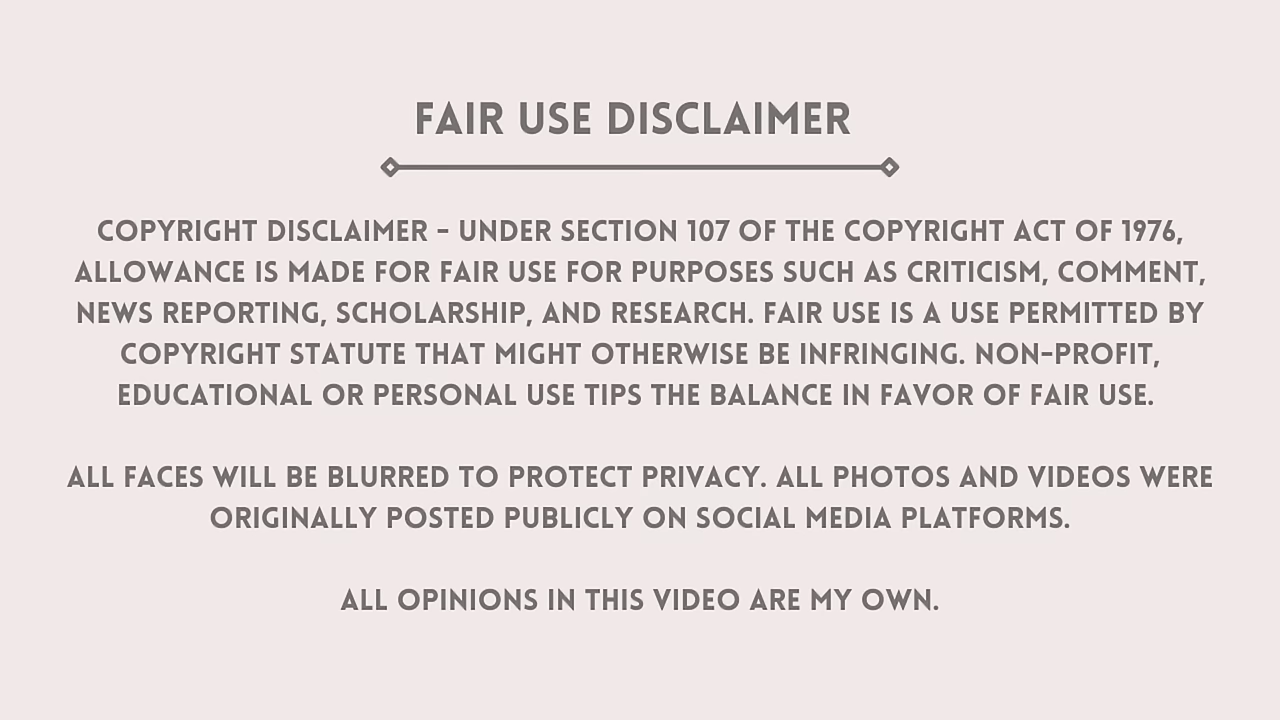 FAIR USE DISCLAIMER
COPYRIGHT DISCLAIMER - UNDER SECTION 107 OF THE COPYRIGHT ACT OF 1976,
ALLOWANCE IS MADE FOR FAIR USE FOR PURPOSES SUCH AS CRITICISM, COMMENT,
NEWS REPORTING, SCHOLARSHIP, AND RESEARCH. FAIR USE IS A USE PERMITTED BY
COPYRIGHT STATUTE THAT MIGHT OTHERWISE BE INFRINGING. NON-PROFIT,
EDUCATIONAL OR PERSONAL USE TIPS THE BALANCE IN FAVOR OF FAIR USE.
ALL FACES WILL BE BLURRED TO PROTECT PRIVACY. ALL PHOTOS AND VIDEOS WERE
ORIGINALLY POSTED PUBLICLY ON SOCIAL MEDIA PLATFORMS.
ALL OPINIONS IN THIS VIDEO ARE MY OWN.